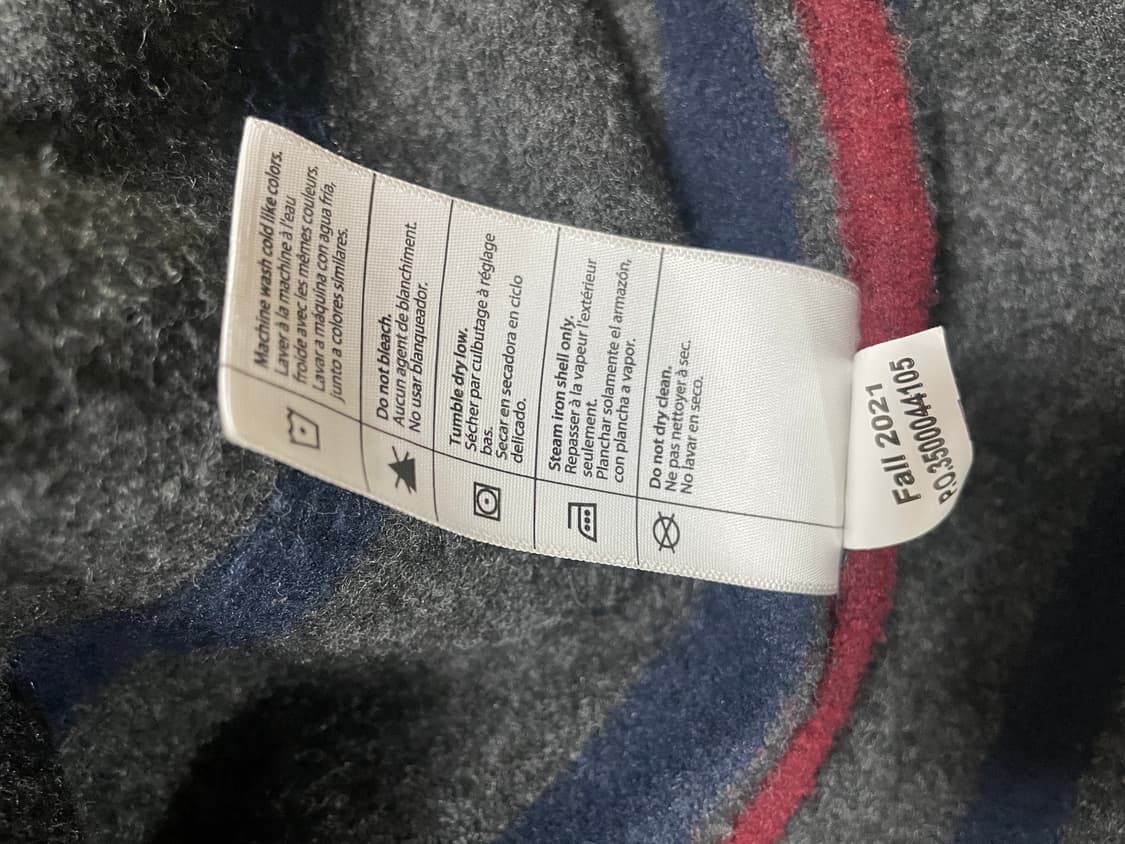 Machine wash cold like colors.
Laver à la machine à l'eau
froide avec les mêmes couleurs.
Lavar a máquina con agua fría,
junto a colores similares.
Do not bleach.
Aucun agent de blanchiment.
No usar blanqueador.
Tumble dry low.
Sécher par culbutage à réglage
bas.
Secar en secadora en ciclo
delicado.
Steam iron shell only.
Repasser à la vapeur l'extérieur
seulement.
Planchar solamente el armazón,
con plancha a vapor.
Do not dry clean.
Ne pas nettoyer à sec.
No lavar en seco.
Fall 2021
P.O.3500044105